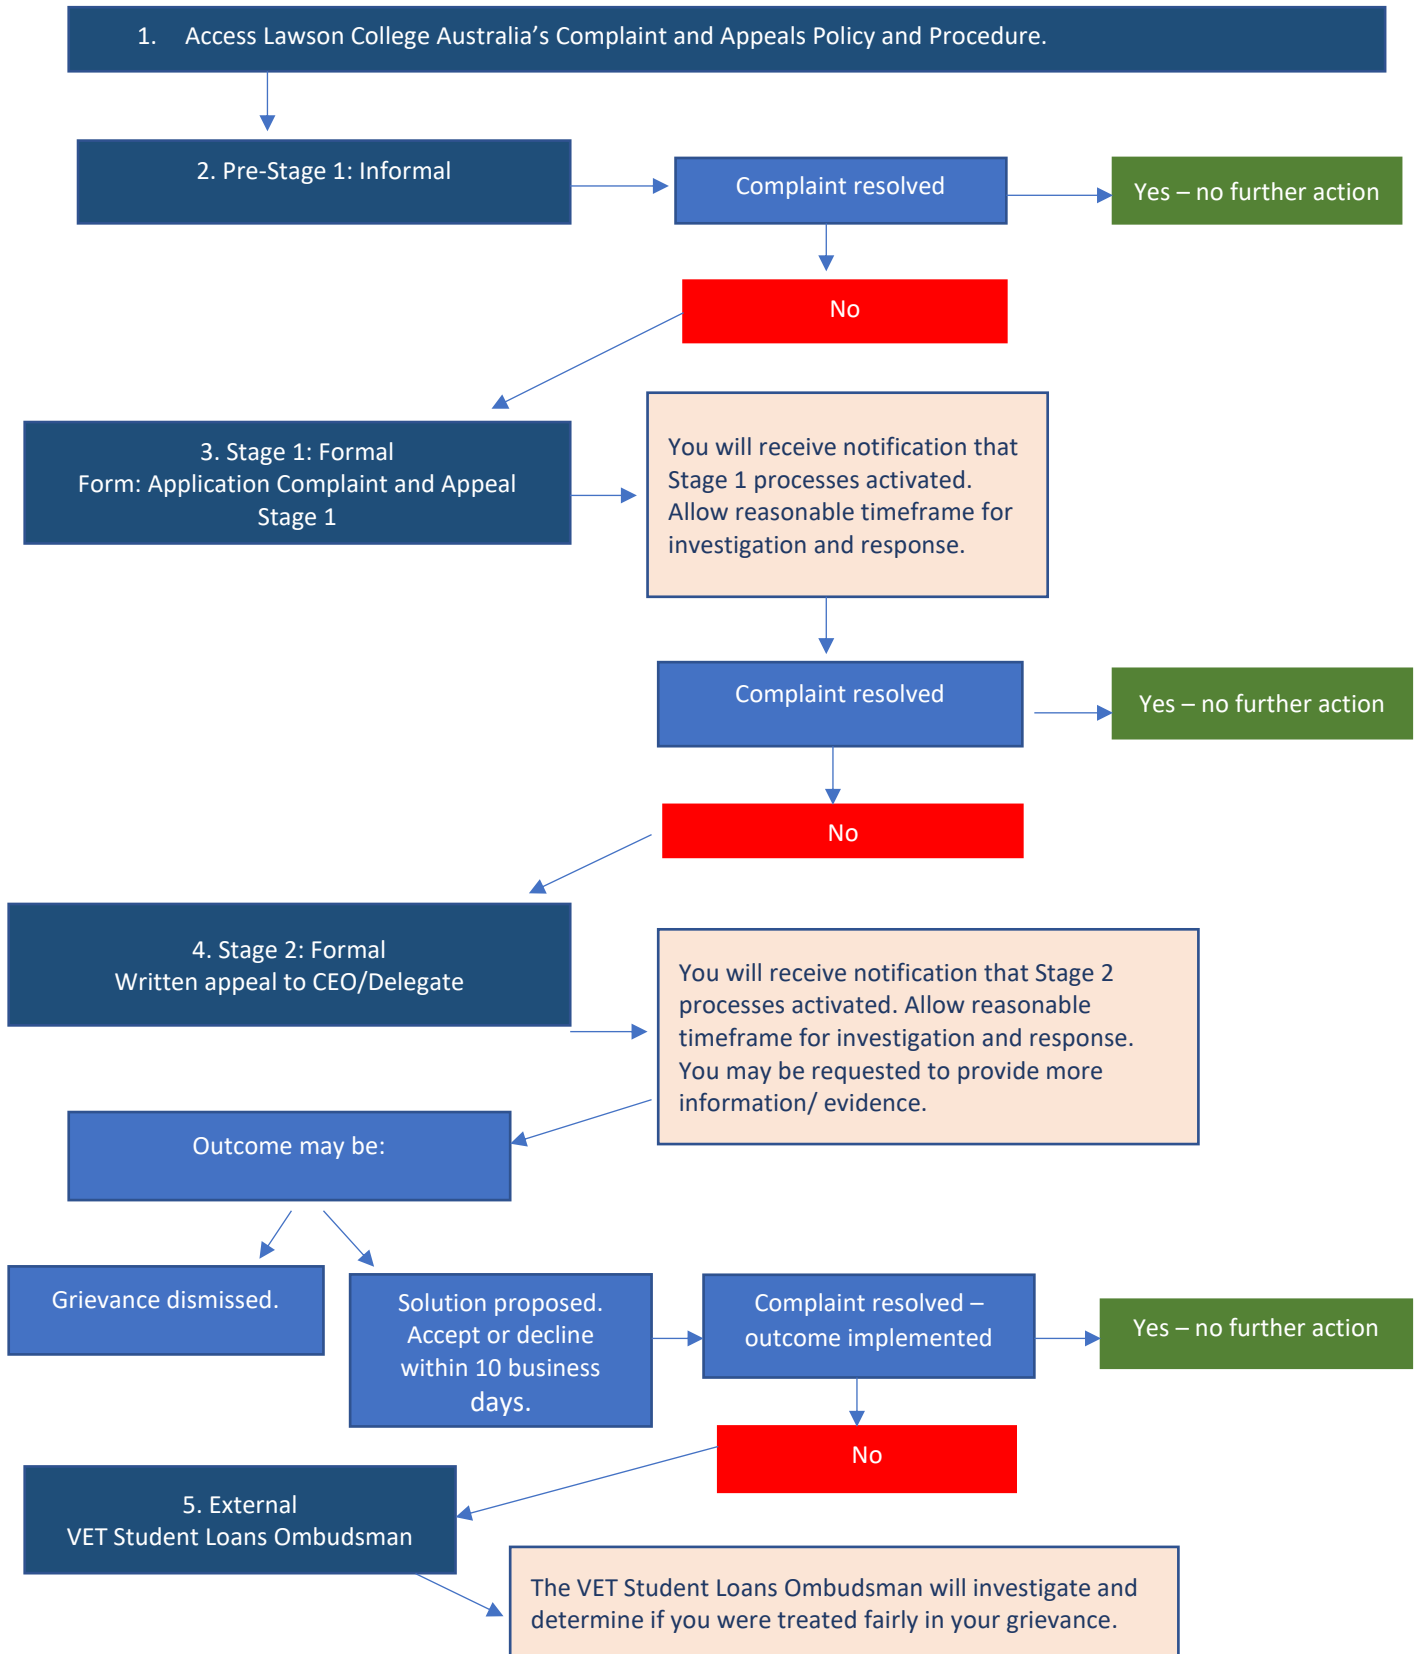 1. Access Lawson College Australia’s Complaint and Appeals Policy and Procedure.
2. Pre-Stage 1: Informal
Complaint resolved
Yes – no further action
No
3. Stage 1: Formal
Form: Application Complaint and Appeal
Stage 1
You will receive notification that
Stage 1 processes activated.
Allow reasonable timeframe for
investigation and response.
Complaint resolved
Yes – no further action
No
4. Stage 2: Formal
Written appeal to CEO/Delegate
You will receive notification that Stage 2
processes activated. Allow reasonable
timeframe for investigation and response.
You may be requested to provide more
information/ evidence.
Outcome may be:
Grievance dismissed.
Solution proposed.
Accept or decline
within 10 business
days.
Complaint resolved –
outcome implemented
Yes – no further action
No
5. External
VET Student Loans Ombudsman
The VET Student Loans Ombudsman will investigate and
determine if you were treated fairly in your grievance.